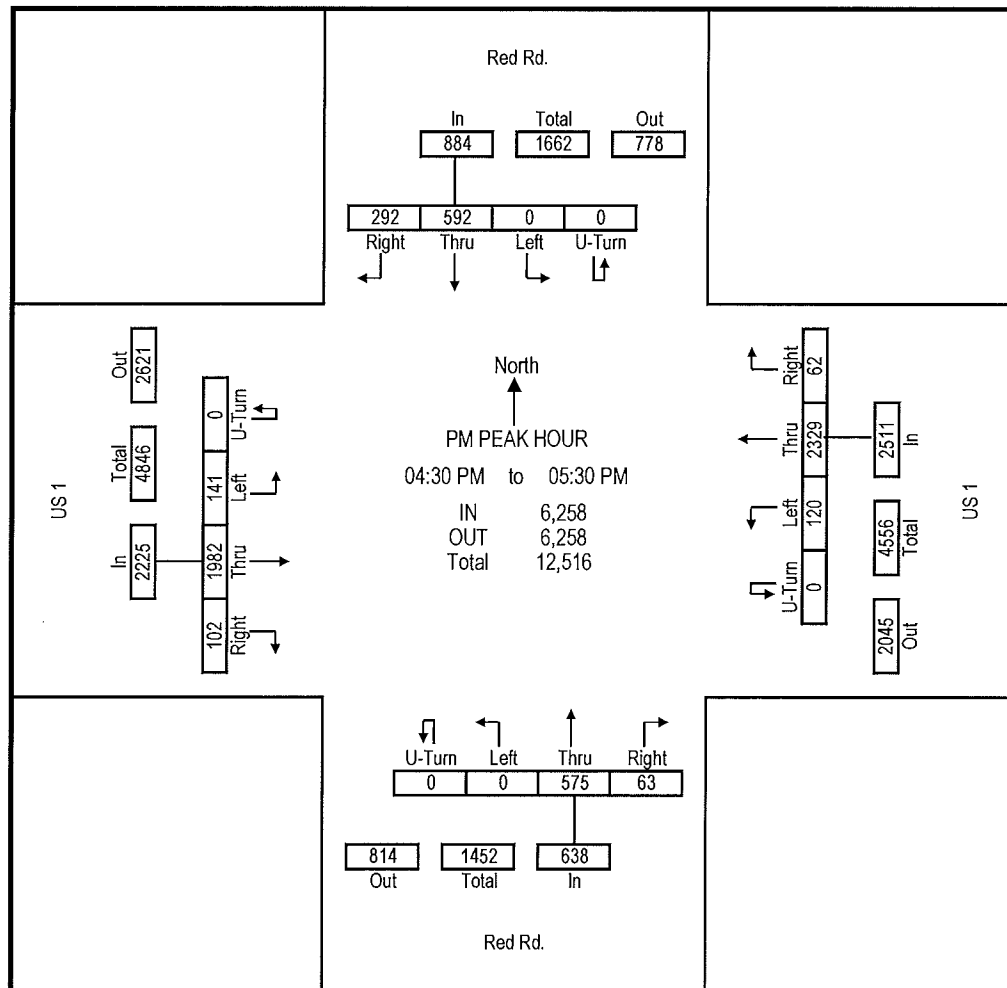 Red Rd.
In Total Out
884 1662 778
292 592 0 0
Right Thru Left U-Turn
US 1
Out
2621
Total
4846
In
2225
0
U-Turn
141
Left
1982
Thru
102
Right
North
PM PEAK HOUR
04:30 PM to 05:30 PM
IN 6,258
OUT 6,258
Total 12,516
Right
62
Thru
2329
Left
120
U-Turn
0
2511
In
4556
Total
2045
Out
US 1
U-Turn Left Thru Right
0 0 575 63
814 1452 638
Out Total In
Red Rd.